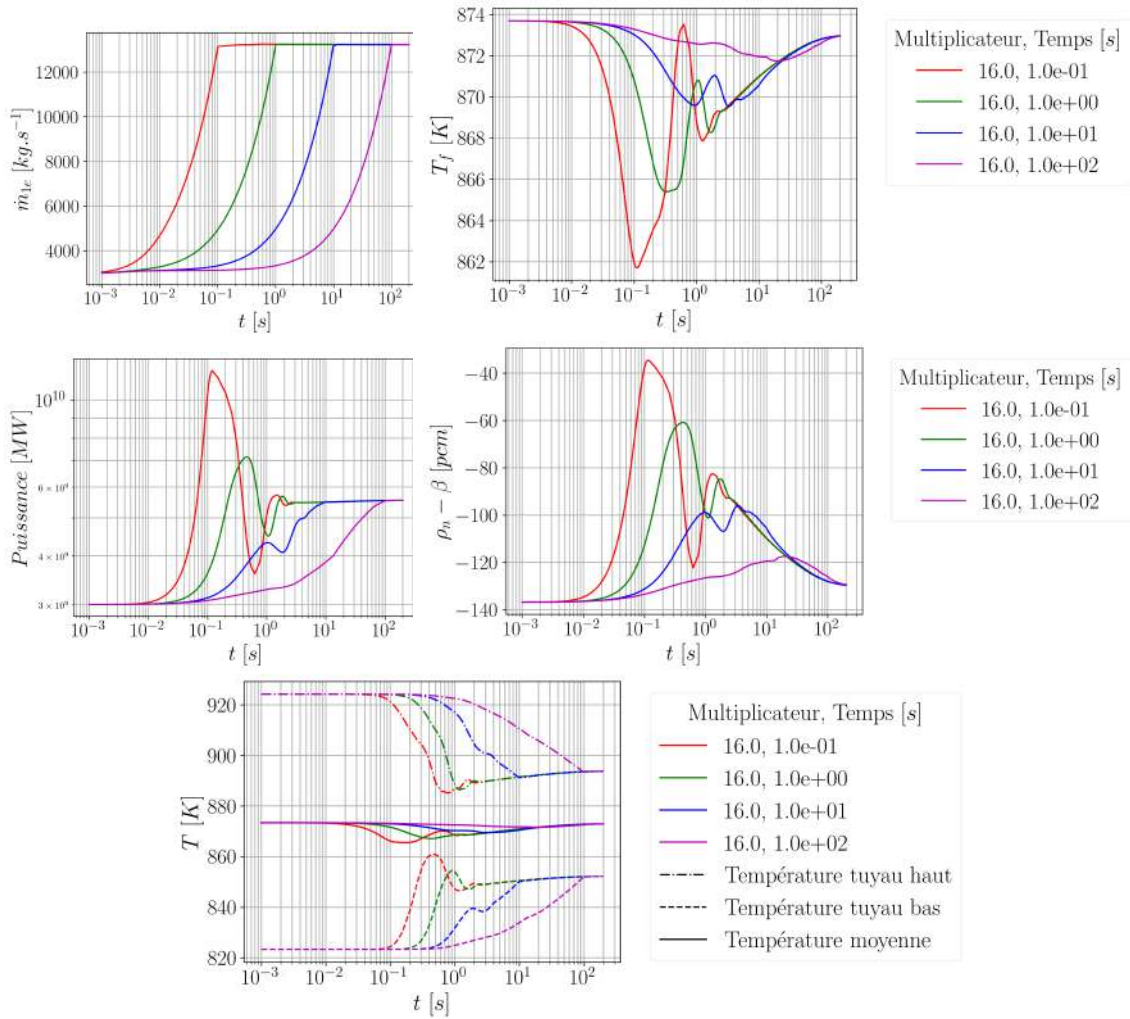 12000
10000
8000
6000
4000
ṁ₁ₑ [kg.s⁻¹]
10⁻³ 10⁻² 10⁻¹ 10⁰ 10¹ 10²
t [s]
874
872
870
868
866
864
862
T_f [K]
10⁻³ 10⁻² 10⁻¹ 10⁰ 10¹ 10²
t [s]
Multiplicateur, Temps [s]
16.0, 1.0e-01
16.0, 1.0e+00
16.0, 1.0e+01
16.0, 1.0e+02
10¹⁰
6 × 10⁹
4 × 10⁹
3 × 10⁹
Puissance [MW]
10⁻³ 10⁻² 10⁻¹ 10⁰ 10¹ 10²
t [s]
−40
−60
−80
−100
−120
−140
ρₙ − β [pcm]
10⁻³ 10⁻² 10⁻¹ 10⁰ 10¹ 10²
t [s]
Multiplicateur, Temps [s]
16.0, 1.0e-01
16.0, 1.0e+00
16.0, 1.0e+01
16.0, 1.0e+02
920
900
880
860
840
820
T [K]
10⁻³ 10⁻² 10⁻¹ 10⁰ 10¹ 10²
t [s]
Multiplicateur, Temps [s]
16.0, 1.0e-01
16.0, 1.0e+00
16.0, 1.0e+01
16.0, 1.0e+02
Température tuyau haut
Température tuyau bas
Température moyenne